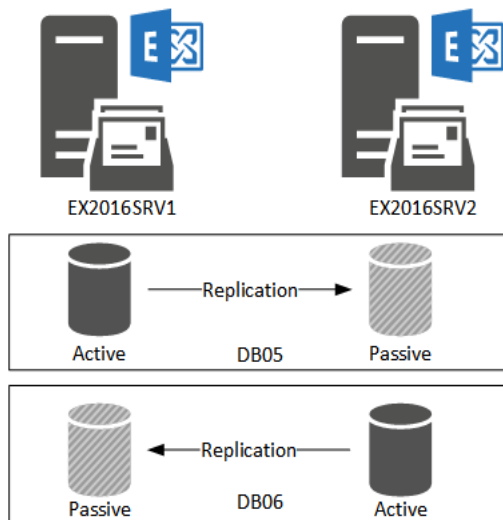 E E
EX2016SRV1 EX2016SRV2
Replication
Active DB05 Passive
Replication
Passive DB06 Active